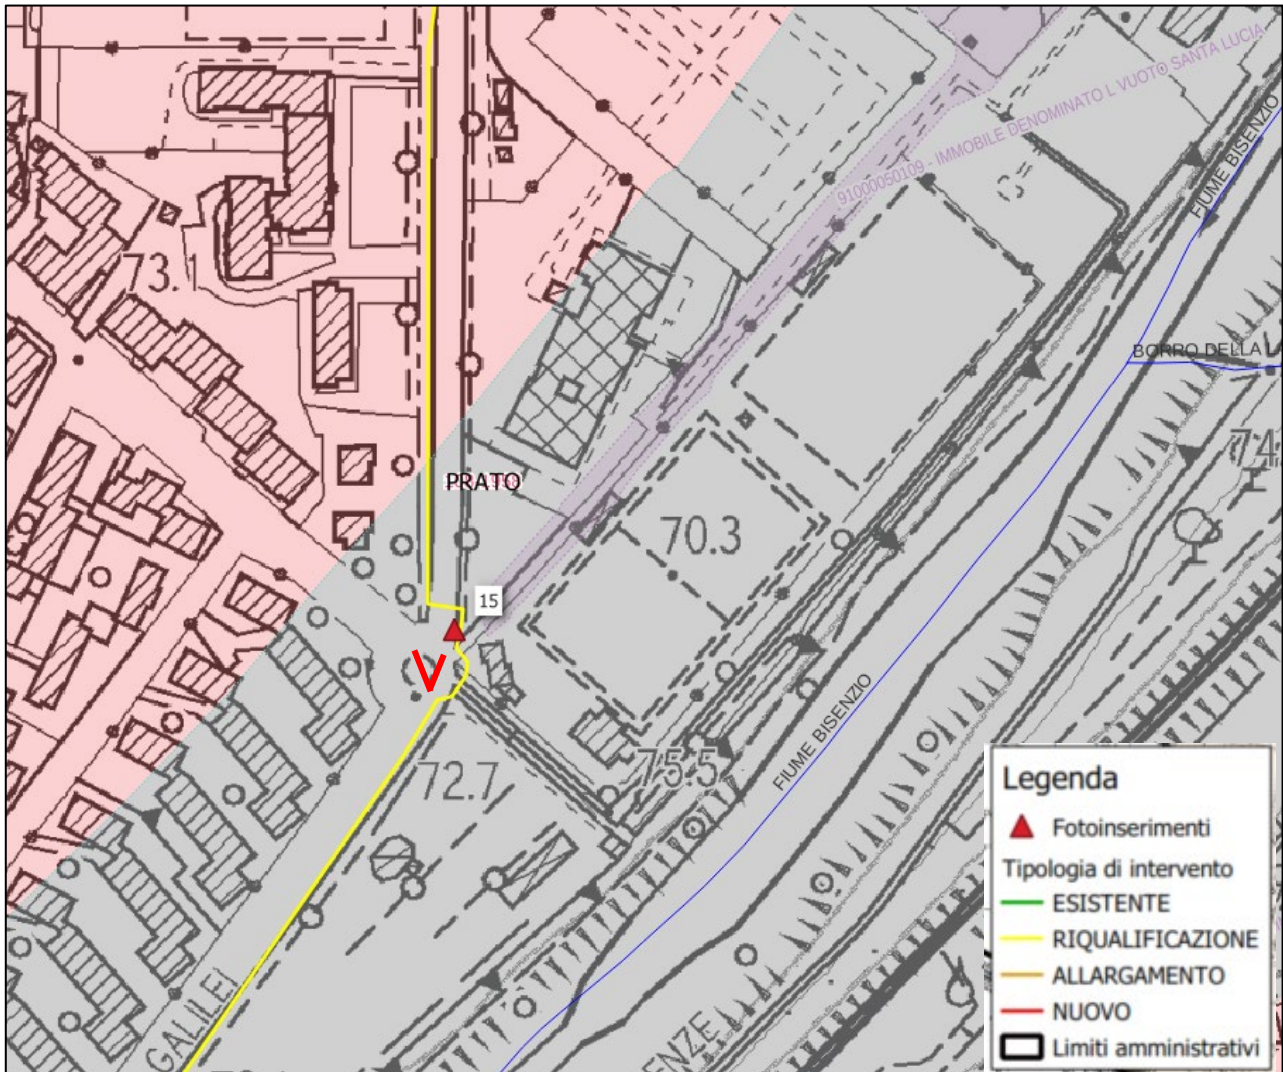 91000050109 - IMMOBILE DENOMINATO L VUOTO SANTA LUCIA
FIUME BISENZIO
73.1
BORRO DELLA
74
PRATO
70.3
15
V
FIUME BISENZIO
75.5
72.7
GALILEI
ENZE
Legenda
Fotoinserimenti
Tipologia di intervento
ESISTENTE
RIQUALIFICAZIONE
ALLARGAMENTO
NUOVO
Limiti amministrativi